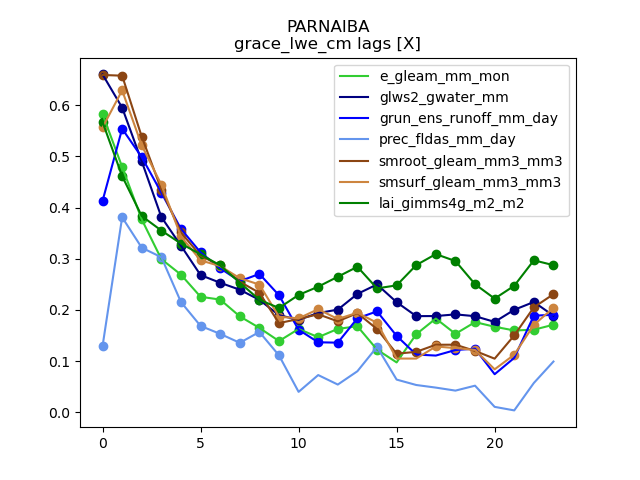 PARNAIBA
grace_lwe_cm lags [X]
e_gleam_mm_mon
glws2_gwater_mm
grun_ens_runoff_mm_day
prec_fldas_mm_day
smroot_gleam_mm3_mm3
smsurf_gleam_mm3_mm3
lai_gimms4g_m2_m2
0.6
0.5
0.4
0.3
0.2
0.1
0.0
0 5 10 15 20